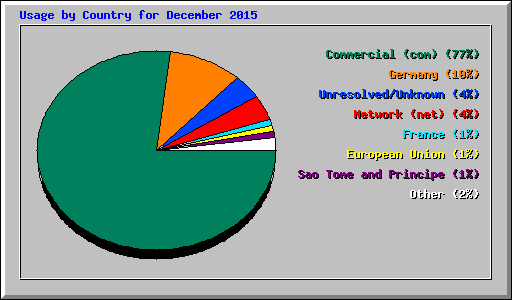 Usage by Country for December 2015
Commercial (com) (77%)
Germany (10%)
Unresolved/Unknown (4%)
Network (net) (4%)
France (1%)
European Union (1%)
Sao Tome and Principe (1%)
Other (2%)